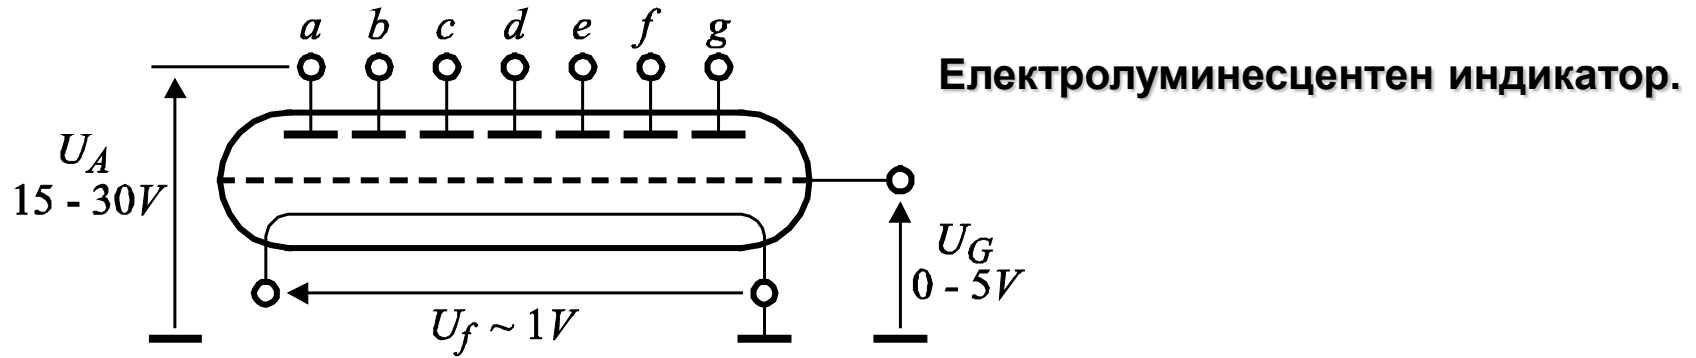 a b c d e f g
Електролуминесцентен индикатор.
U_A
15 - 30V
U_G
0 - 5V
U_f ~ 1V